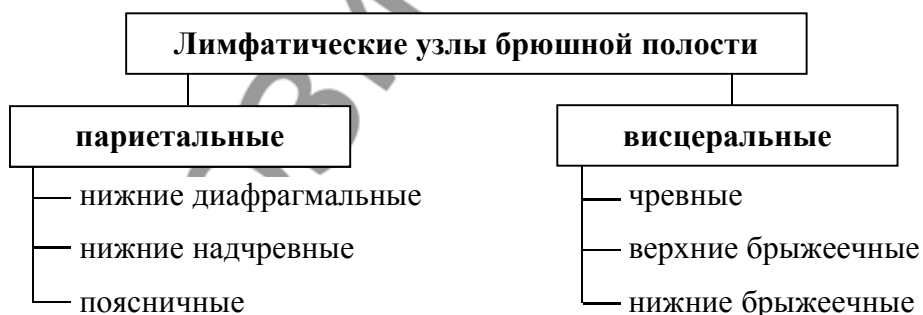 Лимфатические узлы брюшной полости
париетальные
висцеральные
нижние диафрагмальные
нижние надчревные
поясничные
чревные
верхние брыжеечные
нижние брыжеечные